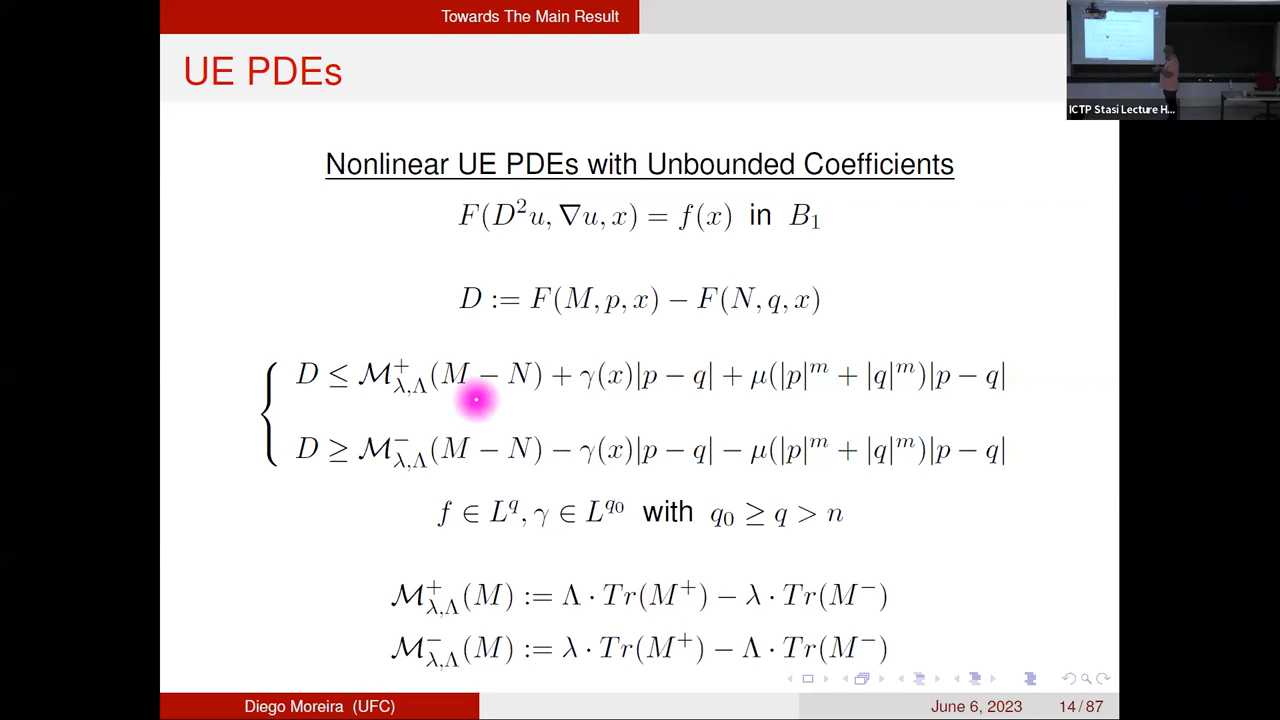 Towards The Main Result
UE PDEs
ICTP Stasi Lecture H...
Nonlinear UE PDEs with Unbounded Coefficients
F(D²u, ∇u, x) = f(x) in B₁
D := F(M, p, x) − F(N, q, x)
D ≤ 𝓜⁺_{λ,Λ}(M − N) + γ(x)|p − q| + μ(|p|ᵐ + |q|ᵐ)|p − q|
D ≥ 𝓜⁻_{λ,Λ}(M − N) − γ(x)|p − q| − μ(|p|ᵐ + |q|ᵐ)|p − q|
f ∈ L^q, γ ∈ L^{q₀} with q₀ ≥ q > n
𝓜⁺_{λ,Λ}(M) := Λ · Tr(M⁺) − λ · Tr(M⁻)
𝓜⁻_{λ,Λ}(M) := λ · Tr(M⁺) − Λ · Tr(M⁻)
Diego Moreira (UFC)
June 6, 2023
14/87